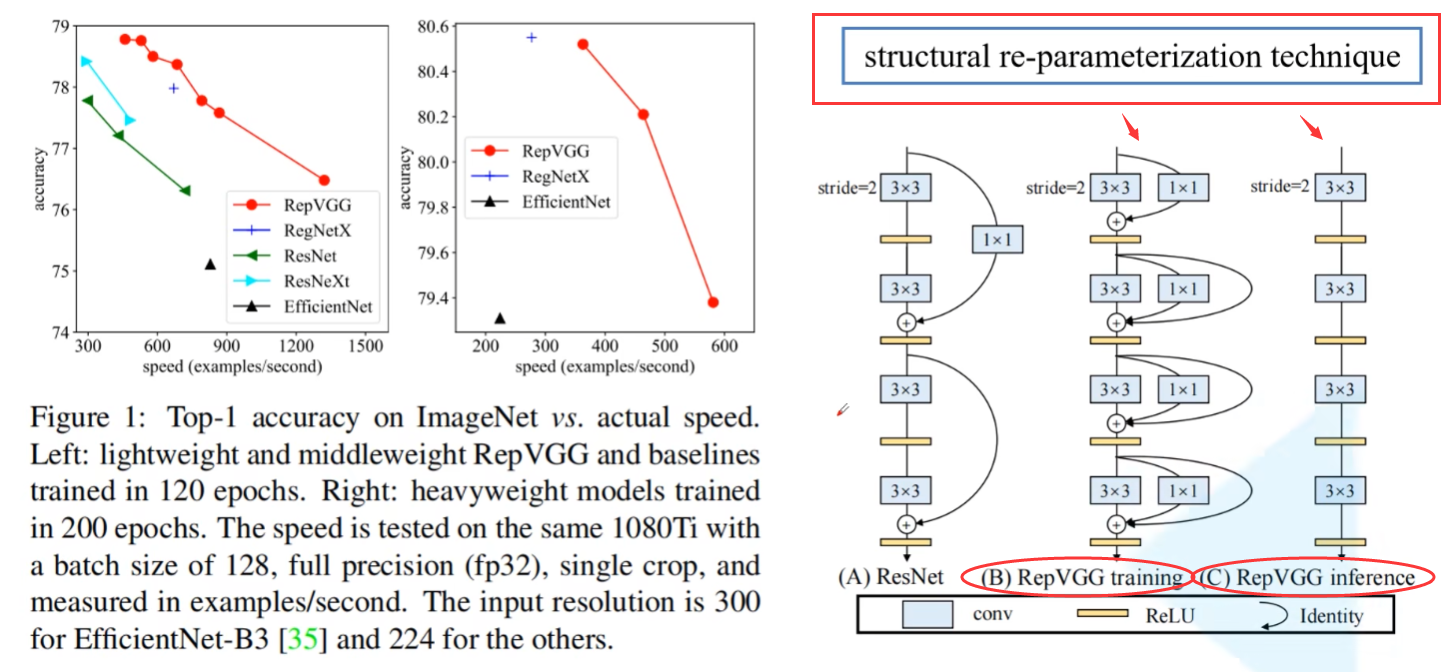 79
78
77
76
75
74
accuracy
300 600 900 1200 1500
speed (examples/second)
RepVGG
RegNetX
ResNet
ResNeXt
EfficientNet
80.6
80.4
80.2
80.0
79.8
79.6
79.4
accuracy
200 300 400 500 600
speed (examples/second)
RepVGG
RegNetX
EfficientNet
Figure 1: Top-1 accuracy on ImageNet vs. actual speed.
Left: lightweight and middleweight RepVGG and baselines
trained in 120 epochs. Right: heavyweight models trained
in 200 epochs. The speed is tested on the same 1080Ti with
a batch size of 128, full precision (fp32), single crop, and
measured in examples/second. The input resolution is 300
for EfficientNet-B3 [35] and 224 for the others.
structural re-parameterization technique
stride=2 3×3
1×1
3×3
+
3×3
3×3
+
(A) ResNet
stride=2 3×3 1×1
+
3×3 1×1
+
3×3 1×1
+
3×3 1×1
+
(B) RepVGG training
stride=2 3×3
3×3
3×3
3×3
(C) RepVGG inference
conv ReLU Identity